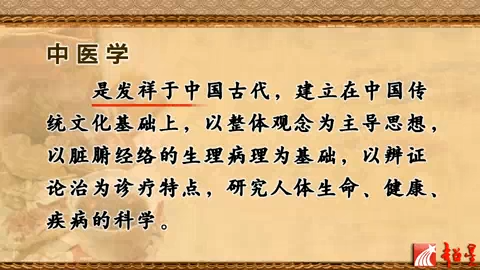 中医学
是发祥于中国古代，建立在中国传
统文化基础上，以整体观念为主导思想，
以脏腑经络的生理病理为基础，以辨证
论治为诊疗特点，研究人体生命、健康、
疾病的科学。
超星